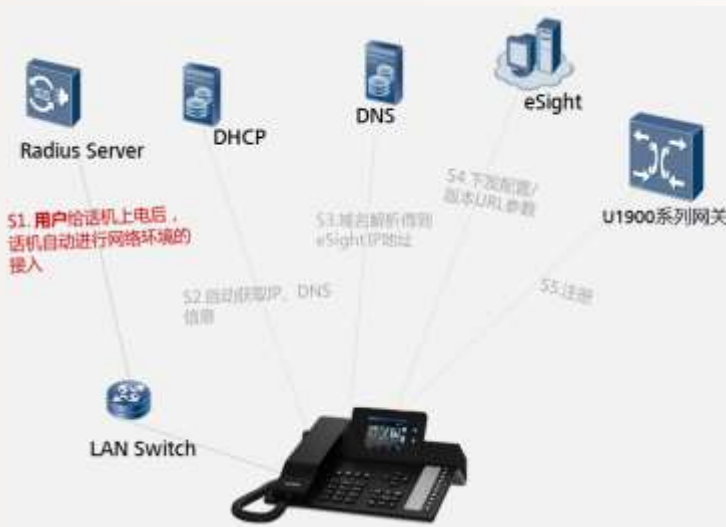 Radius Server
DHCP
DNS
eSight
U1900系列网关
S1. 用户给话机上电后，
话机自动进行网络环境的
接入
S2.自动获取IP、DNS
信息
S3.域名解析得到
eSight IP地址
S4.下发配置/
版本URL参数
S5.注册
LAN Switch